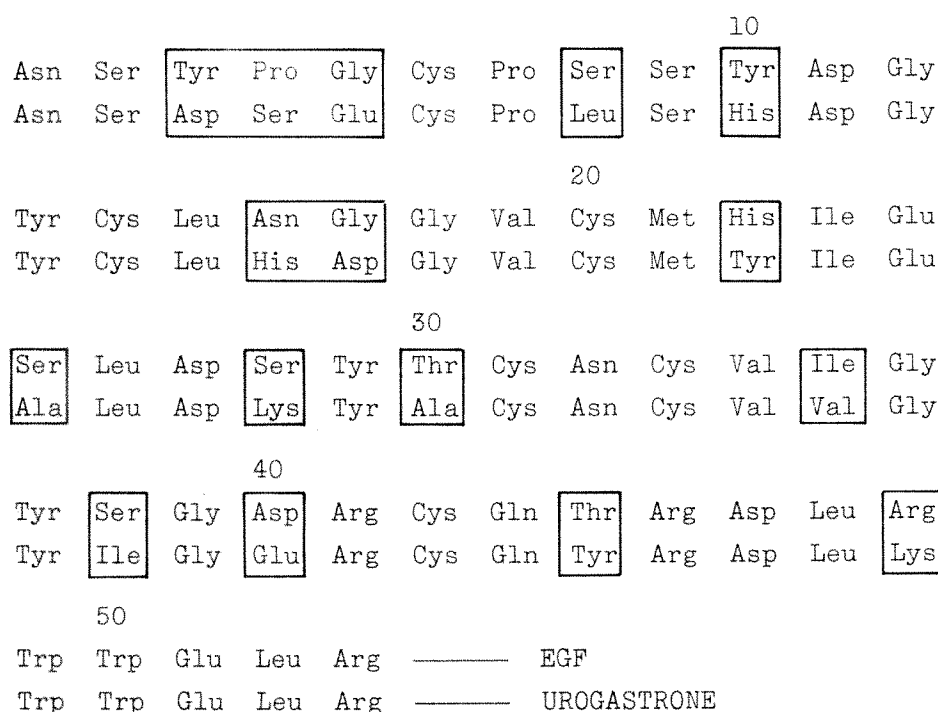 10
Asn Ser Tyr Pro Gly Cys Pro Ser Ser Tyr Asp Gly
Asn Ser Asp Ser Glu Cys Pro Leu Ser His Asp Gly
20
Tyr Cys Leu Asn Gly Gly Val Cys Met His Ile Glu
Tyr Cys Leu His Asp Gly Val Cys Met Tyr Ile Glu
30
Ser Leu Asp Ser Tyr Thr Cys Asn Cys Val Ile Gly
Ala Leu Asp Lys Tyr Ala Cys Asn Cys Val Val Gly
40
Tyr Ser Gly Asp Arg Cys Gln Thr Arg Asp Leu Arg
Tyr Ile Gly Glu Arg Cys Gln Tyr Arg Asp Leu Lys
50
Trp Trp Glu Leu Arg —— EGF
Trp Trp Glu Leu Arg —— UROGASTRONE